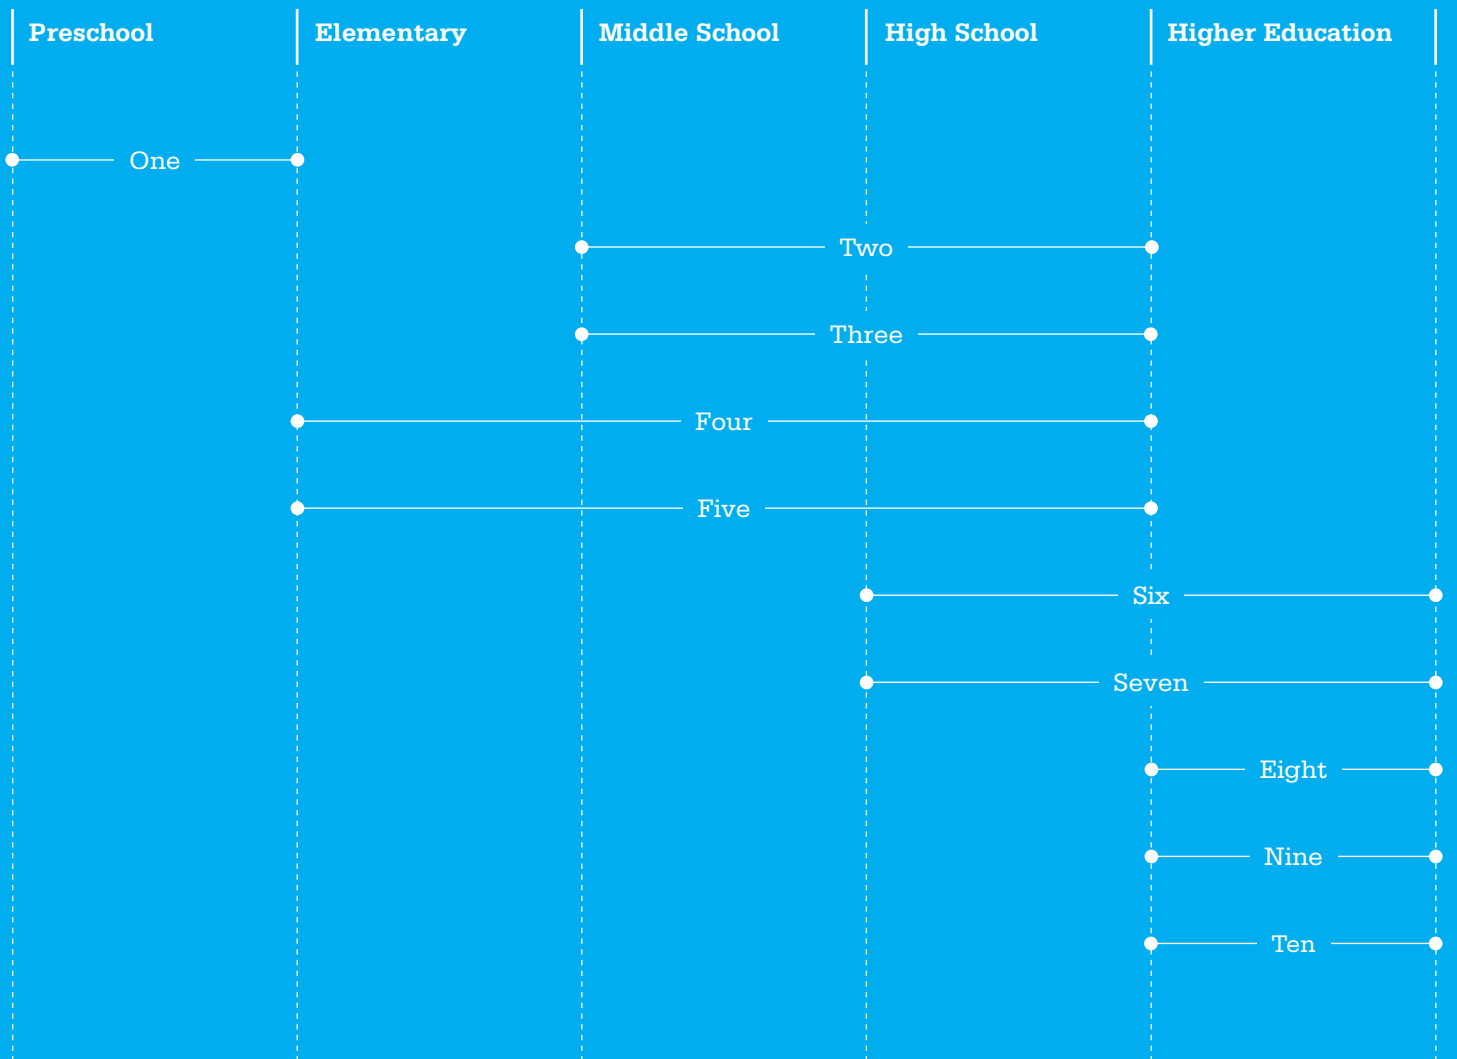 Preschool
Elementary
Middle School
High School
Higher Education
One
Two
Three
Four
Five
Six
Seven
Eight
Nine
Ten